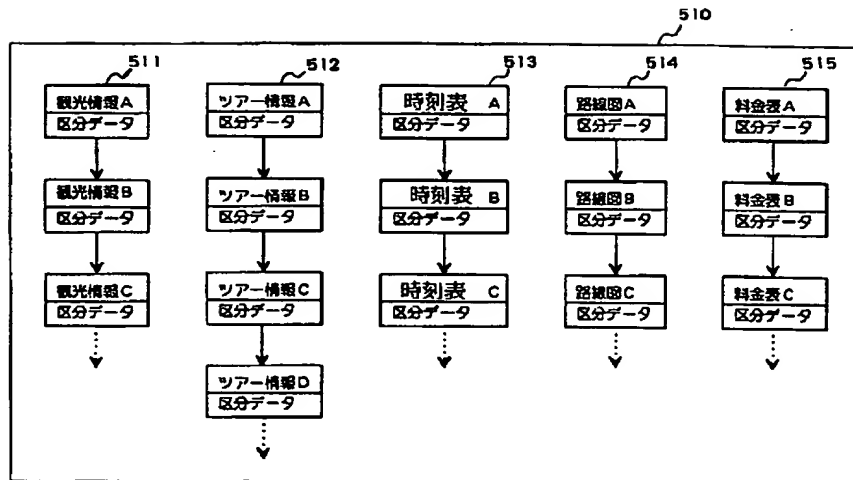 510
511
512
513
514
515
観光情報A
区分データ
観光情報B
区分データ
観光情報C
区分データ
ツアー情報A
区分データ
ツアー情報B
区分データ
ツアー情報C
区分データ
ツアー情報D
区分データ
時刻表 A
区分データ
時刻表 B
区分データ
時刻表 C
区分データ
路線図A
区分データ
路線図B
区分データ
路線図C
区分データ
料金表A
区分データ
料金表B
区分データ
料金表C
区分データ